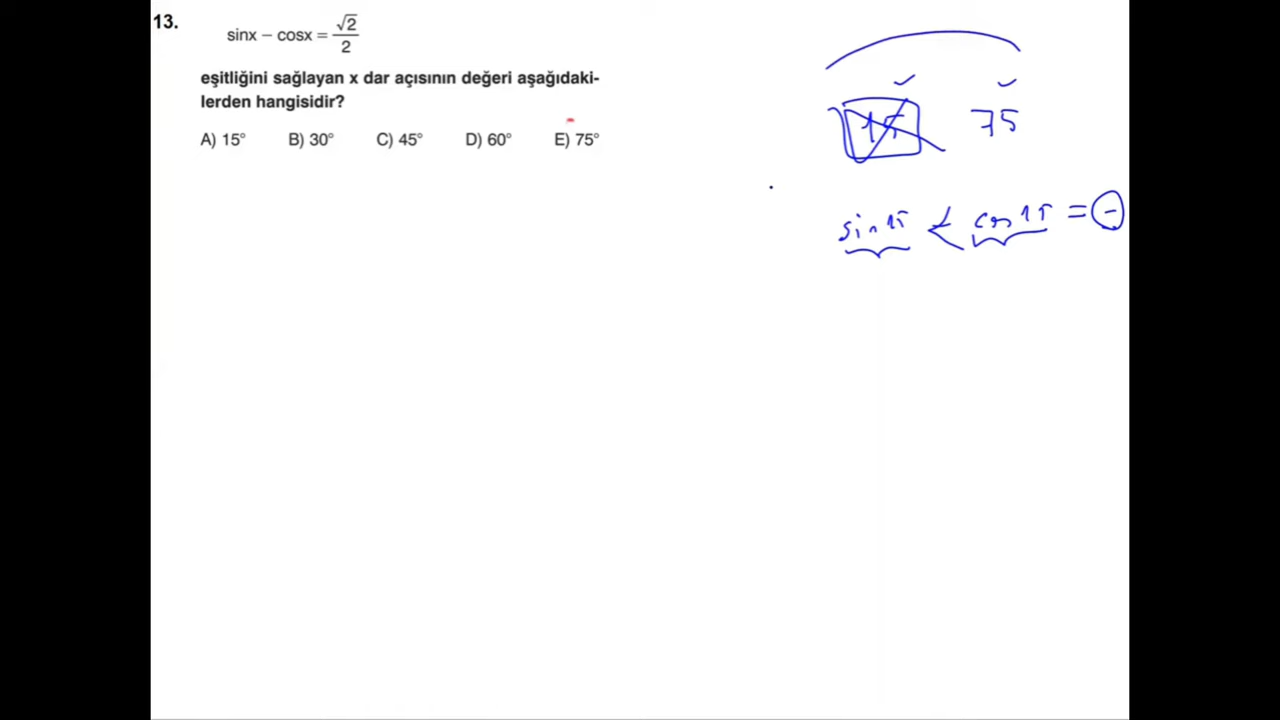 13.
sinx – cosx = √2/2
eşitliğini sağlayan x dar açısının değeri aşağıdaki-
lerden hangisidir?
A) 15° B) 30° C) 45° D) 60° E) 75°
15 75
sin15 < cos15 = -